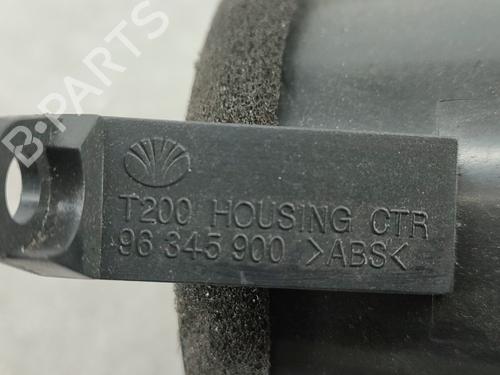 B-PARTS
T200 HOUSING CTR
96 345 900 >ABS<